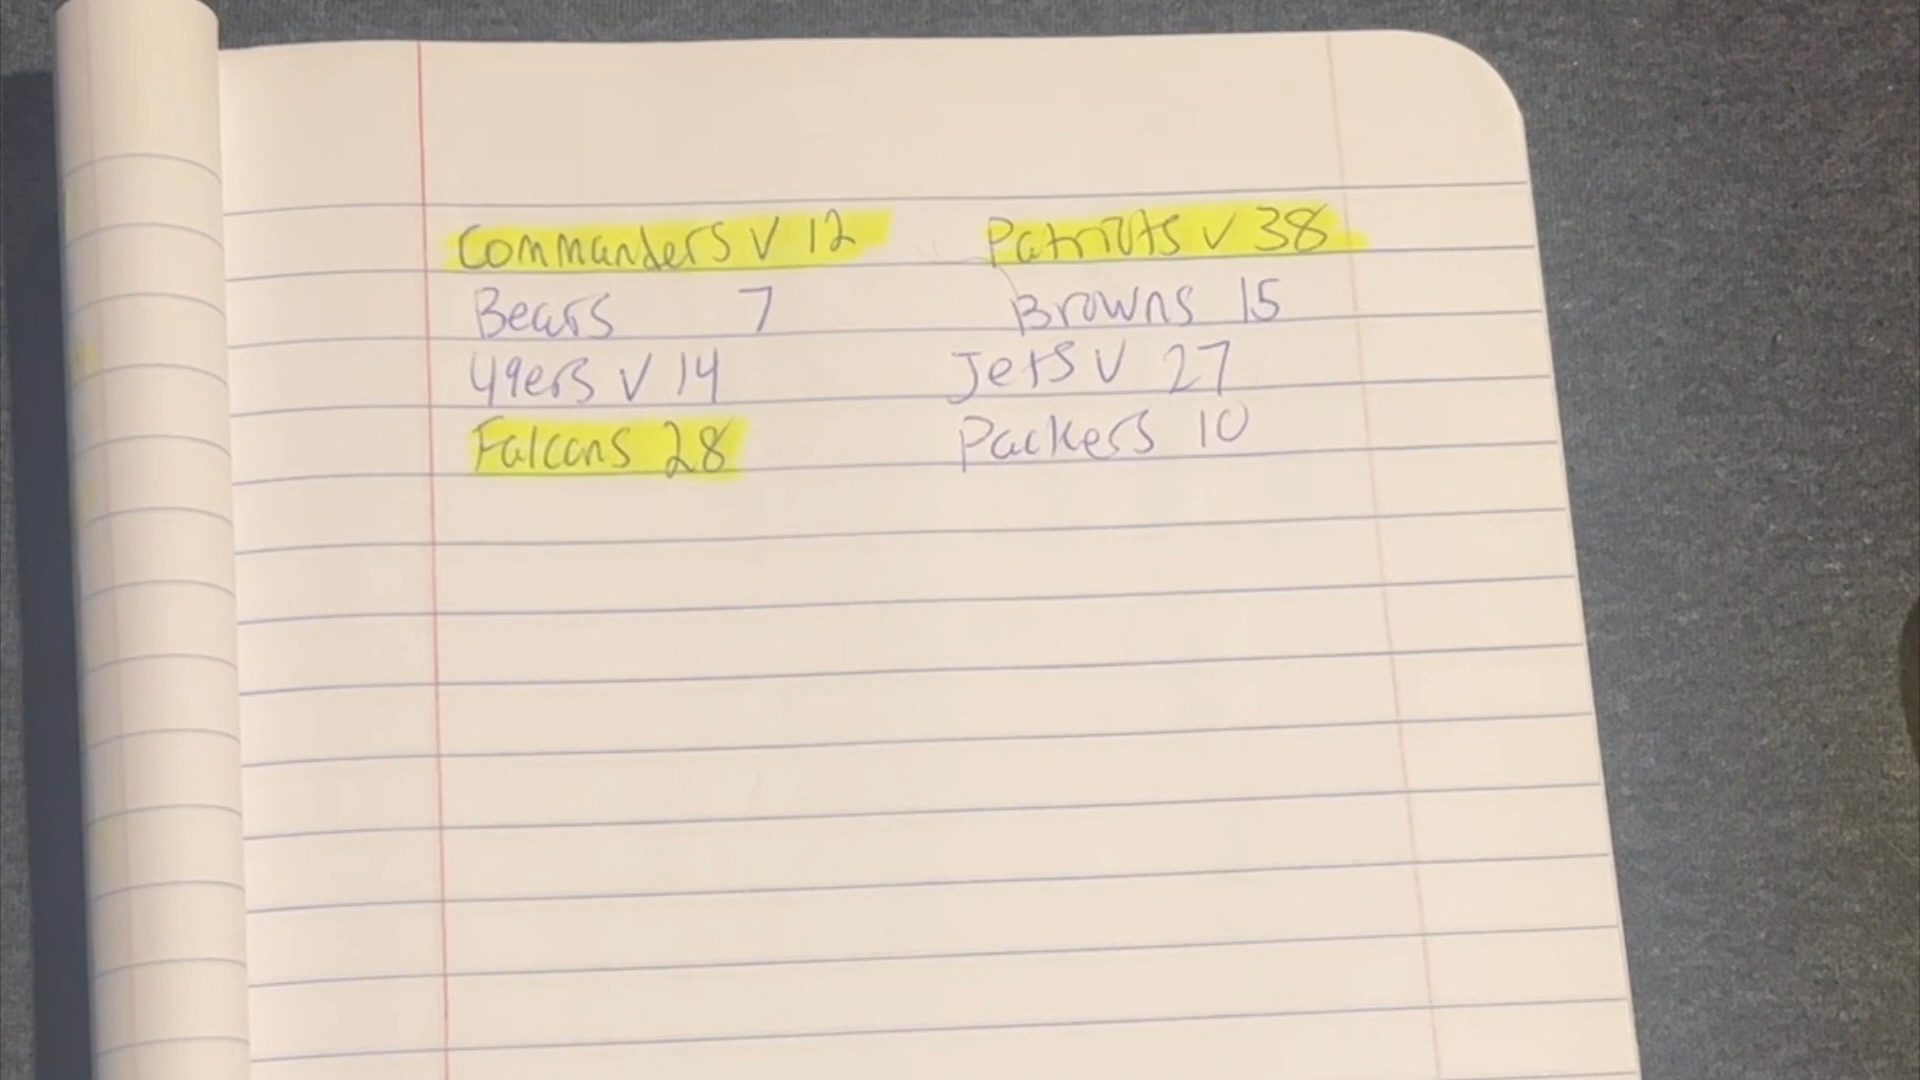 Commanders V 12 Patriots V 38
Bears 7 Browns 15
49ers V 14 Jets V 27
Falcons 28 Packers 10